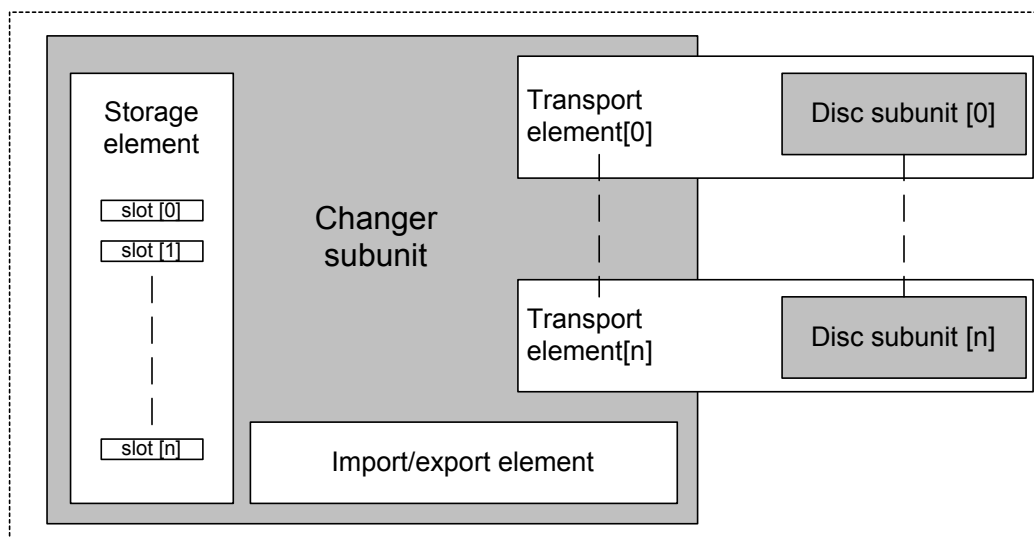 Storage
element
slot [0]
slot [1]
slot [n]
Changer
subunit
Import/export element
Transport
element[0]
Disc subunit [0]
Transport
element[n]
Disc subunit [n]